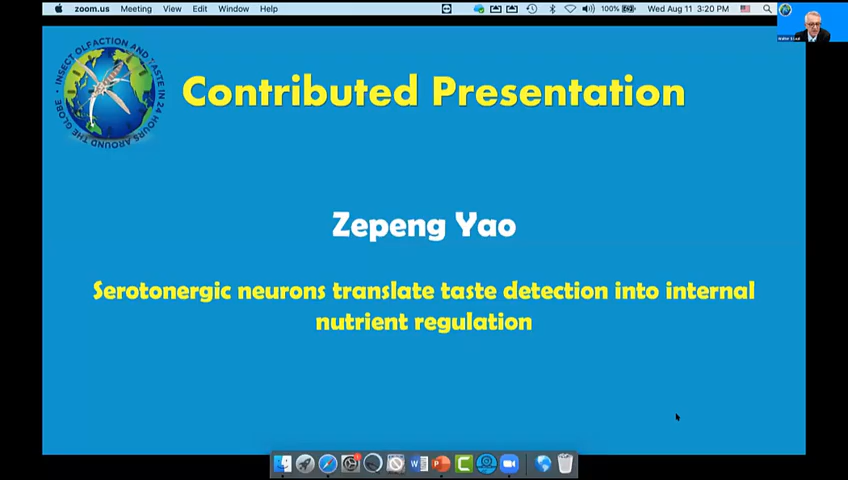 zoom.us Meeting View Edit Window Help 100% Wed Aug 11 3:20 PM
INSECT OLFACTION AND TASTE IN 24 HOURS AROUND THE GLOBE
Contributed Presentation
Zepeng Yao
Serotonergic neurons translate taste detection into internal
nutrient regulation